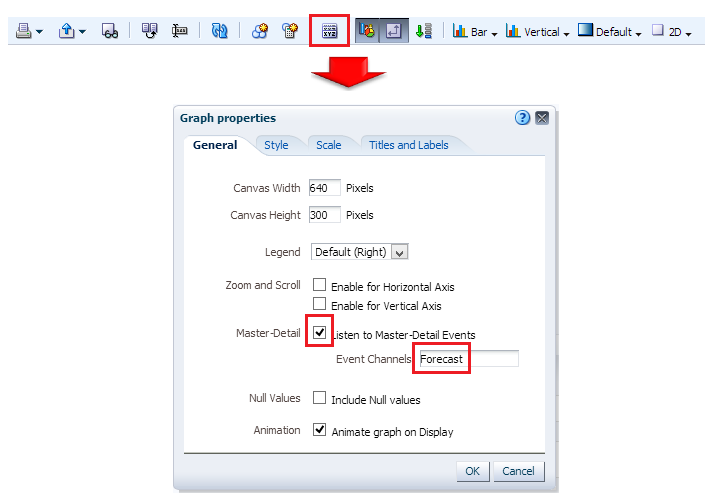 XYZ
Bar Vertical Default 2D
Graph properties ?
General Style Scale Titles and Labels
Canvas Width 640 Pixels
Canvas Height 300 Pixels
Legend Default (Right)
Zoom and Scroll Enable for Horizontal Axis
Enable for Vertical Axis
Master-Detail Listen to Master-Detail Events
Event Channels Forecast
Null Values Include Null values
Animation Animate graph on Display
OK Cancel